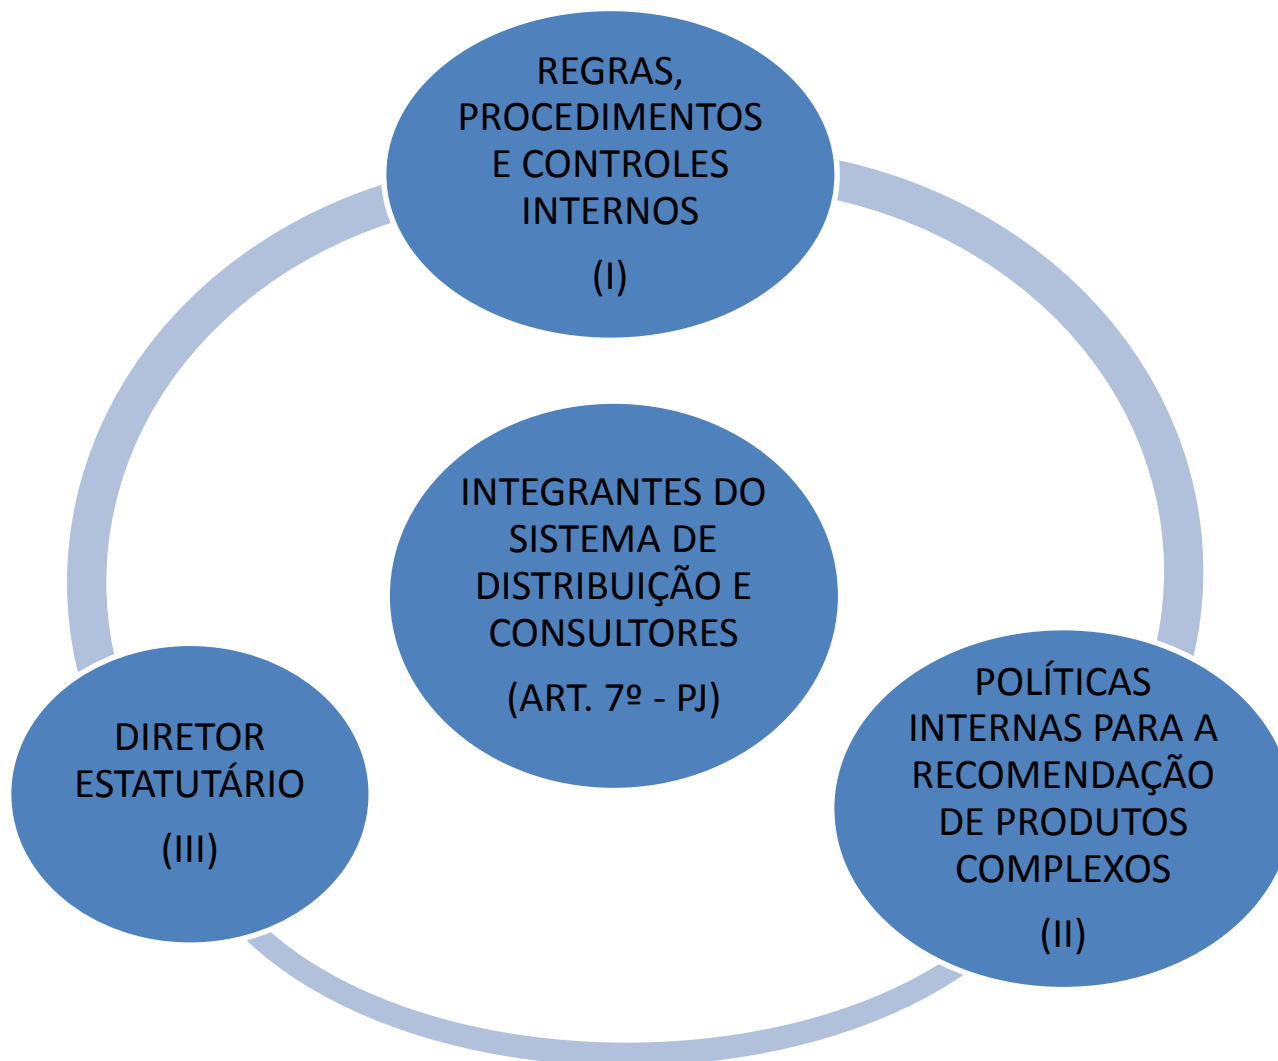 REGRAS,
PROCEDIMENTOS
E CONTROLES
INTERNOS
(I)
INTEGRANTES DO
SISTEMA DE
DISTRIBUIÇÃO E
CONSULTORES
(ART. 7º - PJ)
POLÍTICAS
INTERNAS PARA A
RECOMENDAÇÃO
DE PRODUTOS
COMPLEXOS
(II)
DIRETOR
ESTATUTÁRIO
(III)